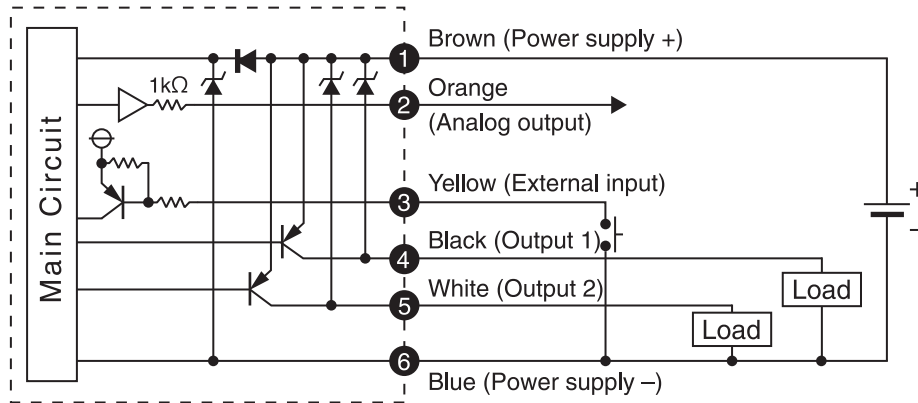 Main Circuit
1kΩ
1 Brown (Power supply +)
2 Orange
(Analog output)
3 Yellow (External input)
4 Black (Output 1)
5 White (Output 2)
6
Blue (Power supply –)
Load
Load
+
–